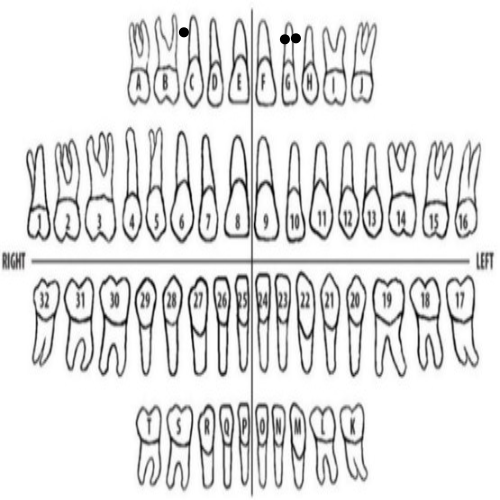 A B C D E F G H I J
1 2 3 4 5 6 7 8 9 10 11 12 13 14 15 16
RIGHT LEFT
32 31 30 29 28 27 26 25 24 23 22 21 20 19 18 17
T S R Q P O N M L K